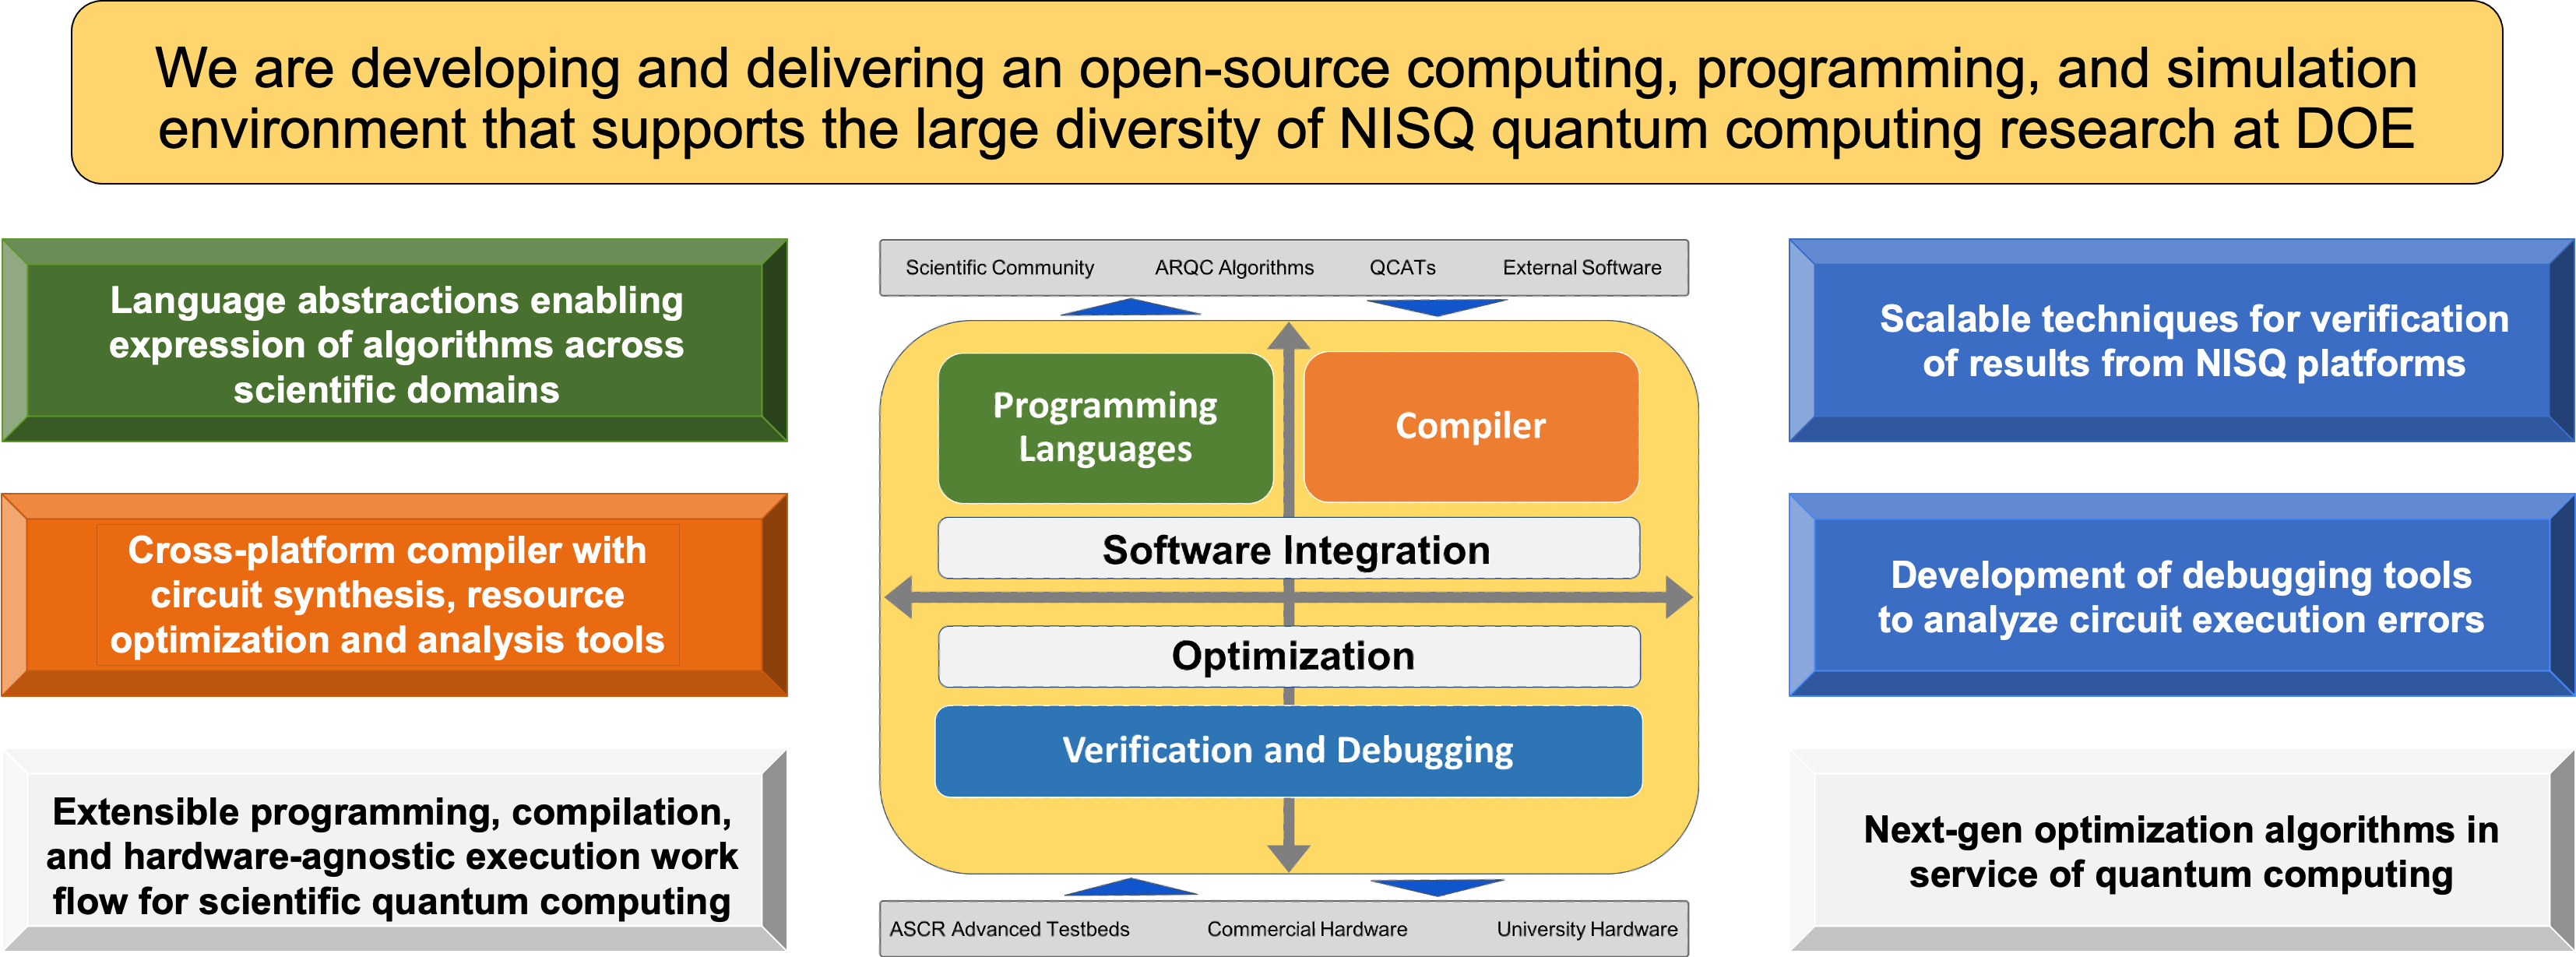 We are developing and delivering an open-source computing, programming, and simulation
environment that supports the large diversity of NISQ quantum computing research at DOE
Language abstractions enabling
expression of algorithms across
scientific domains
Cross-platform compiler with
circuit synthesis, resource
optimization and analysis tools
Extensible programming, compilation,
and hardware-agnostic execution work
flow for scientific quantum computing
Scientific Community ARQC Algorithms QCATs External Software
Programming
Languages
Compiler
Software Integration
Optimization
Verification and Debugging
ASCR Advanced Testbeds Commercial Hardware University Hardware
Scalable techniques for verification
of results from NISQ platforms
Development of debugging tools
to analyze circuit execution errors
Next-gen optimization algorithms in
service of quantum computing